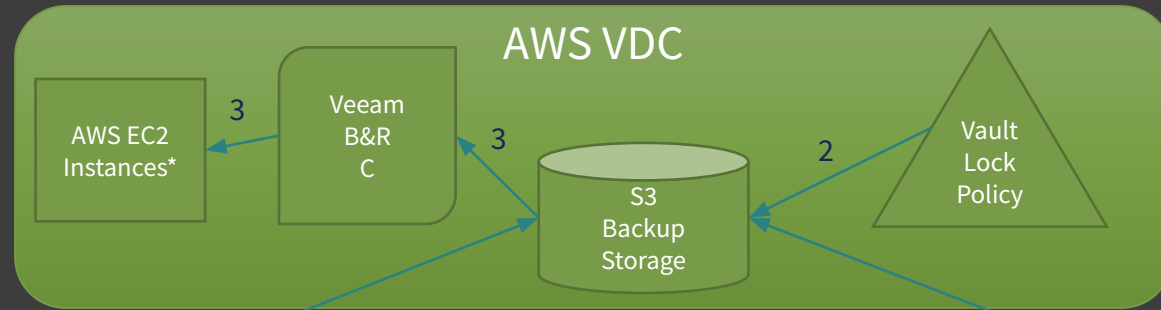 AWS VDC
AWS EC2
Instances*
3
Veeam
B&R
C
3
S3
Backup
Storage
2
Vault
Lock
Policy